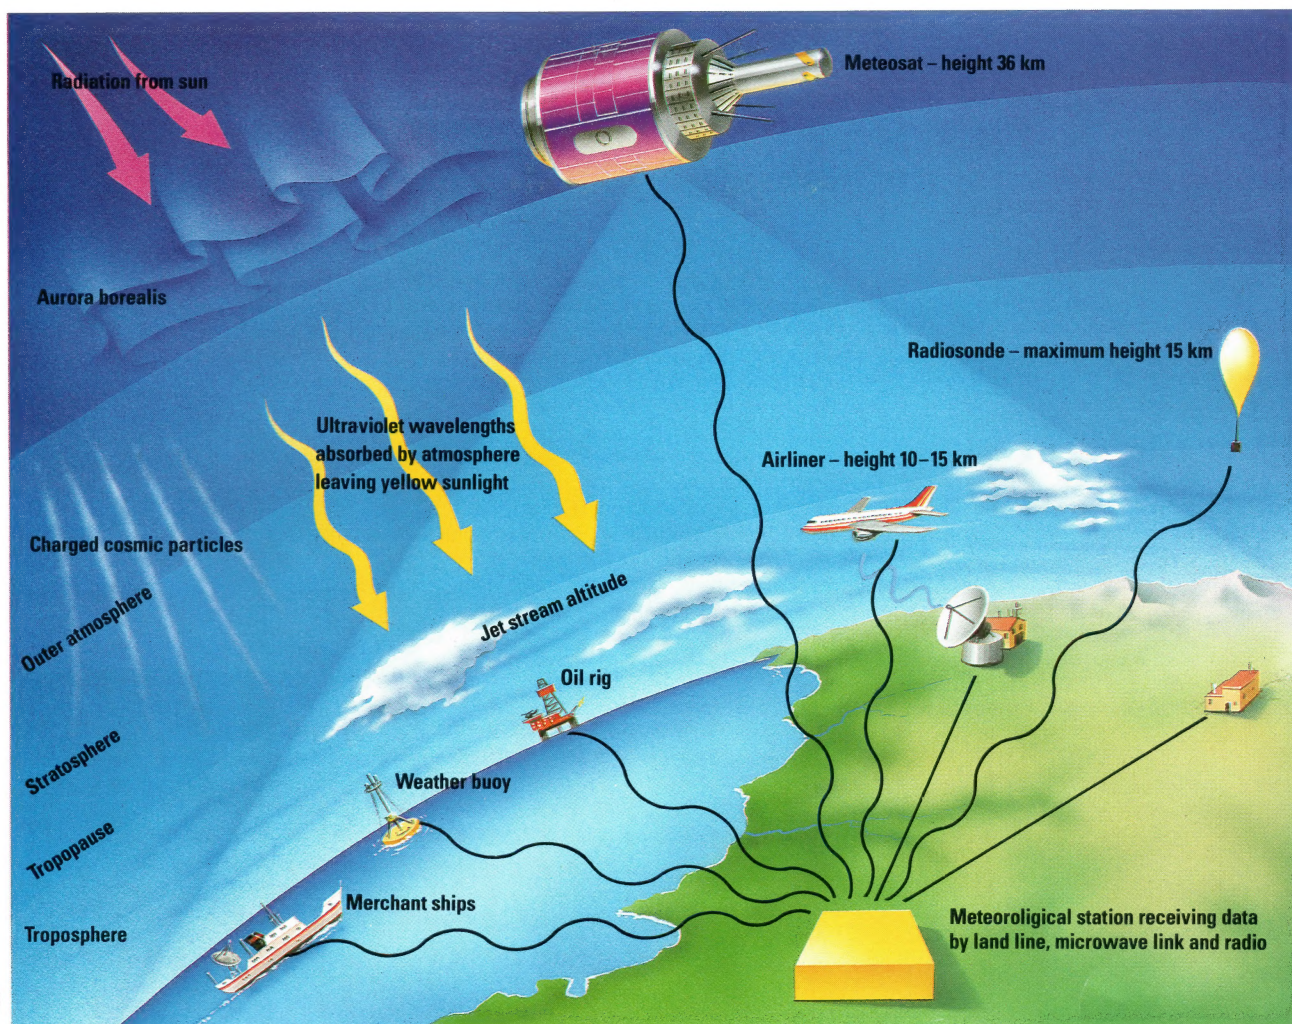 Radiation from sun
Meteosat – height 36 km
Aurora borealis
Radiosonde – maximum height 15 km
Ultraviolet wavelengths
absorbed by atmosphere
leaving yellow sunlight
Airliner – height 10–15 km
Charged cosmic particles
Outer atmosphere
Jet stream altitude
Oil rig
Stratosphere
Weather buoy
Tropopause
Merchant ships
Troposphere
Meteoroligical station receiving data
by land line, microwave link and radio